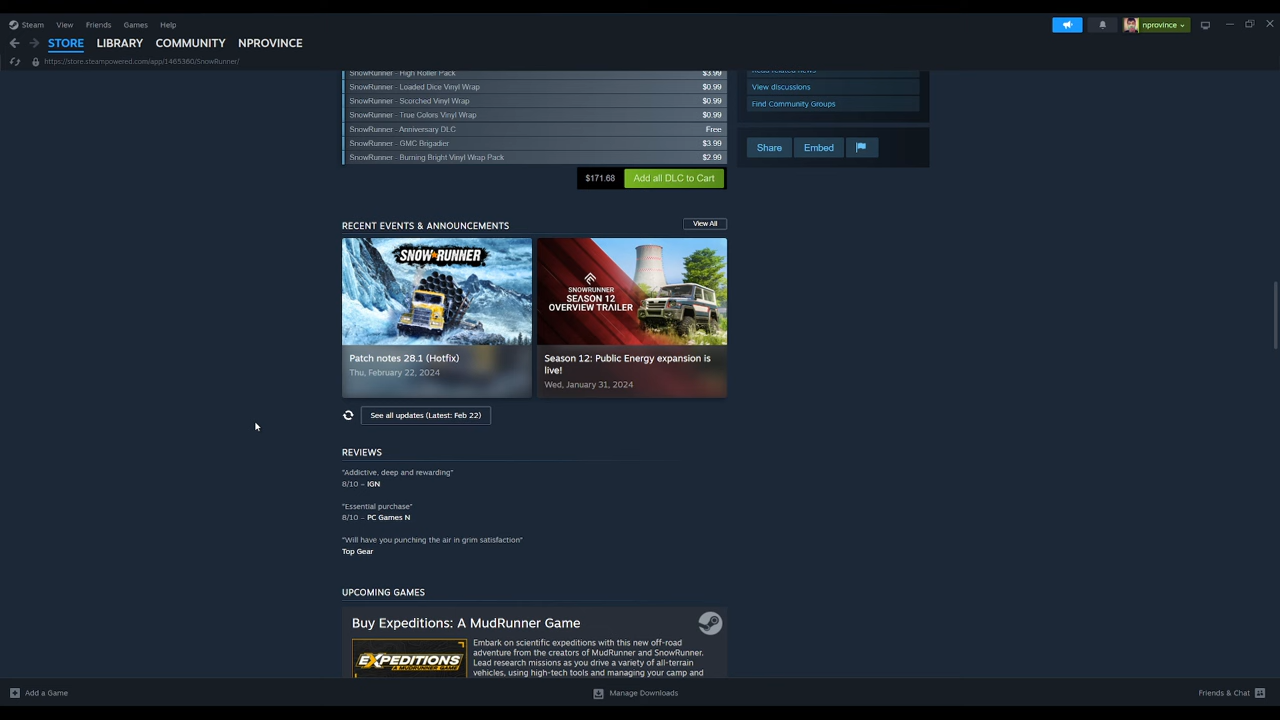 Steam View Friends Games Help
nprovince
STORE LIBRARY COMMUNITY NPROVINCE
https://store.steampowered.com/app/1465360/SnowRunner/
SnowRunner - High Roller Pack $3.99
SnowRunner - Loaded Dice Vinyl Wrap $0.99
SnowRunner - Scorched Vinyl Wrap $0.99
SnowRunner - True Colors Vinyl Wrap $0.99
SnowRunner - Anniversary DLC Free
SnowRunner - GMC Brigadier $3.99
SnowRunner - Burning Bright Vinyl Wrap Pack $2.99
$171.68 Add all DLC to Cart
Read related news
View discussions
Find Community Groups
Share Embed
RECENT EVENTS & ANNOUNCEMENTS View All
SNOWRUNNER
Patch notes 28.1 (Hotfix)
Thu, February 22, 2024
SNOWRUNNER
SEASON 12
OVERVIEW TRAILER
Season 12: Public Energy expansion is
live!
Wed, January 31, 2024
See all updates (Latest: Feb 22)
REVIEWS
"Addictive, deep and rewarding"
8/10 – IGN
"Essential purchase"
8/10 – PC Games N
"Will have you punching the air in grim satisfaction"
Top Gear
UPCOMING GAMES
Buy Expeditions: A MudRunner Game
EXPEDITIONS
A MUDRUNNER GAME
Embark on scientific expeditions with this new off-road
adventure from the creators of MudRunner and SnowRunner.
Lead research missions as you drive a variety of all-terrain
vehicles, using high-tech tools and managing your camp and
Add a Game
Manage Downloads
Friends & Chat